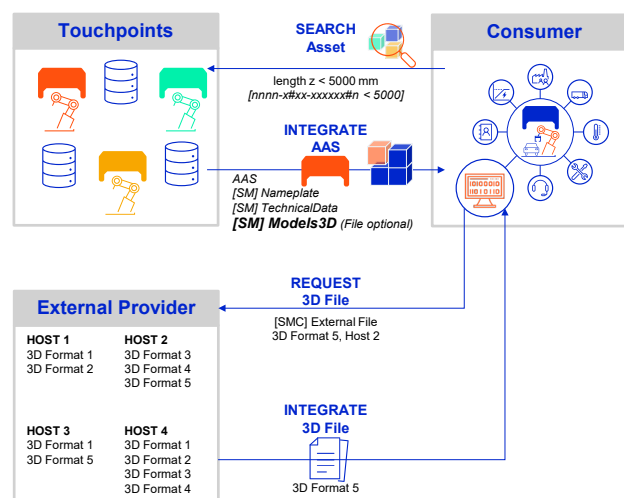 Touchpoints
SEARCH
Asset
Consumer
length z < 5000 mm
[nnnn-x#xx-xxxxxx#n < 5000]
INTEGRATE
AAS
AAS
[SM] Nameplate
[SM] TechnicalData
[SM] Models3D (File optional)
010010
101010
REQUEST
3D File
[SMC] External File
3D Format 5, Host 2
External Provider
HOST 1
3D Format 1
3D Format 2
HOST 2
3D Format 3
3D Format 4
3D Format 5
HOST 3
3D Format 1
3D Format 5
HOST 4
3D Format 1
3D Format 2
3D Format 3
3D Format 4
INTEGRATE
3D File
3D Format 5